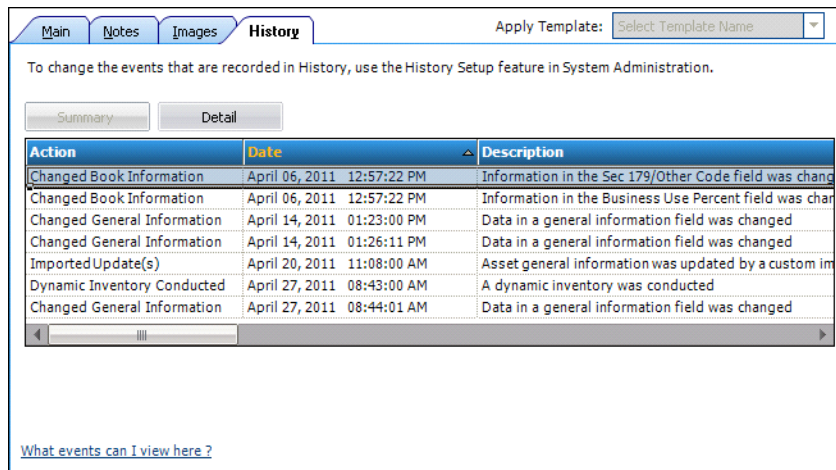 Main Notes Images History Apply Template: Select Template Name
To change the events that are recorded in History, use the History Setup feature in System Administration.
Summary Detail
Action Date Description
Changed Book Information April 06, 2011 12:57:22 PM Information in the Sec 179/Other Code field was chang
Changed Book Information April 06, 2011 12:57:22 PM Information in the Business Use Percent field was char
Changed General Information April 14, 2011 01:23:00 PM Data in a general information field was changed
Changed General Information April 14, 2011 01:26:11 PM Data in a general information field was changed
Imported Update(s) April 20, 2011 11:08:00 AM Asset general information was updated by a custom im
Dynamic Inventory Conducted April 27, 2011 08:43:00 AM A dynamic inventory was conducted
Changed General Information April 27, 2011 08:44:01 AM Data in a general information field was changed
What events can I view here ?